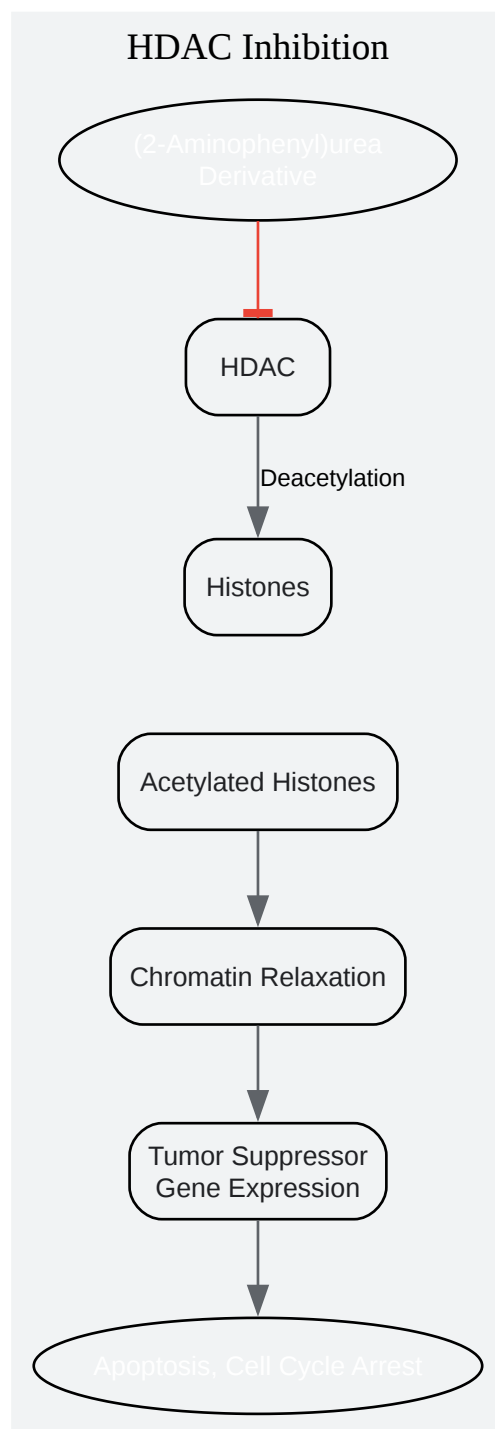 HDAC Inhibition
(2-Aminophenyl)urea
Derivative
HDAC
Deacetylation
Histones
Acetylated Histones
Chromatin Relaxation
Tumor Suppressor
Gene Expression
Apoptosis, Cell Cycle Arrest